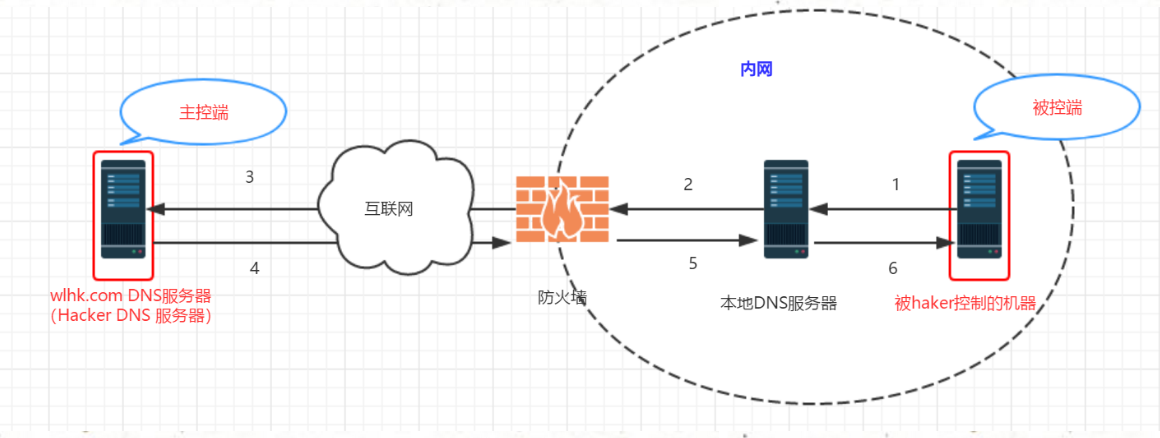 内网
主控端
被控端
3
互联网
2
1
4
5
6
wlhk.com DNS服务器
（Hacker DNS 服务器）
防火墙
本地DNS服务器
被haker控制的机器